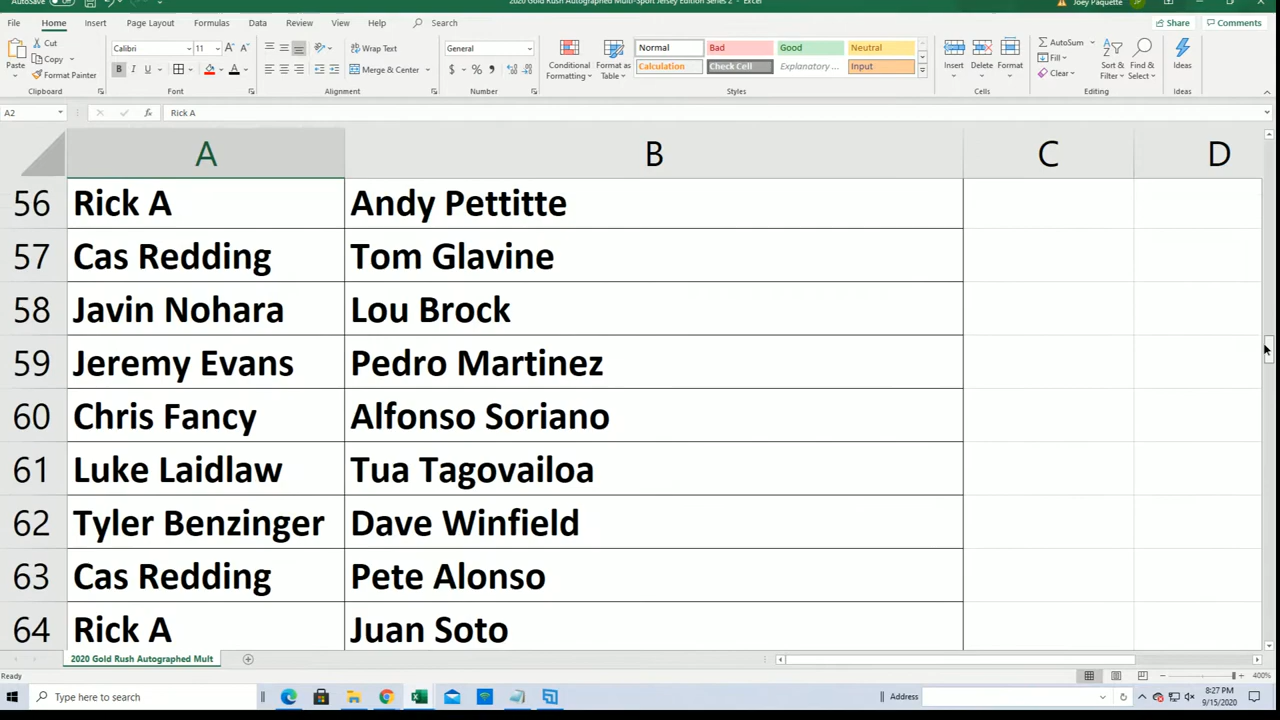 AutoSave Off 2020 Gold Rush Autographed Multi-Sport Jersey Edition Series 2 - Excel Joey Paquette JP
File Home Insert Page Layout Formulas Data Review View Help Search Share Comments
Cut Calibri 11 Wrap Text General Normal Bad Good Neutral AutoSum
Copy Fill
Paste Format Painter B I U Merge & Center $ % Conditional Formatting Format as Table Calculation Check Cell Explanatory ... Input Insert Delete Format Clear Sort & Filter Find & Select Ideas
Clipboard Font Alignment Number Styles Cells Editing Ideas
A2 fx Rick A
A B C D
56 Rick A Andy Pettitte
57 Cas Redding Tom Glavine
58 Javin Nohara Lou Brock
59 Jeremy Evans Pedro Martinez
60 Chris Fancy Alfonso Soriano
61 Luke Laidlaw Tua Tagovailoa
62 Tyler Benzinger Dave Winfield
63 Cas Redding Pete Alonso
64 Rick A Juan Soto
2020 Gold Rush Autographed Mult
Ready 400%
Type here to search Address 8:27 PM
9/15/2020